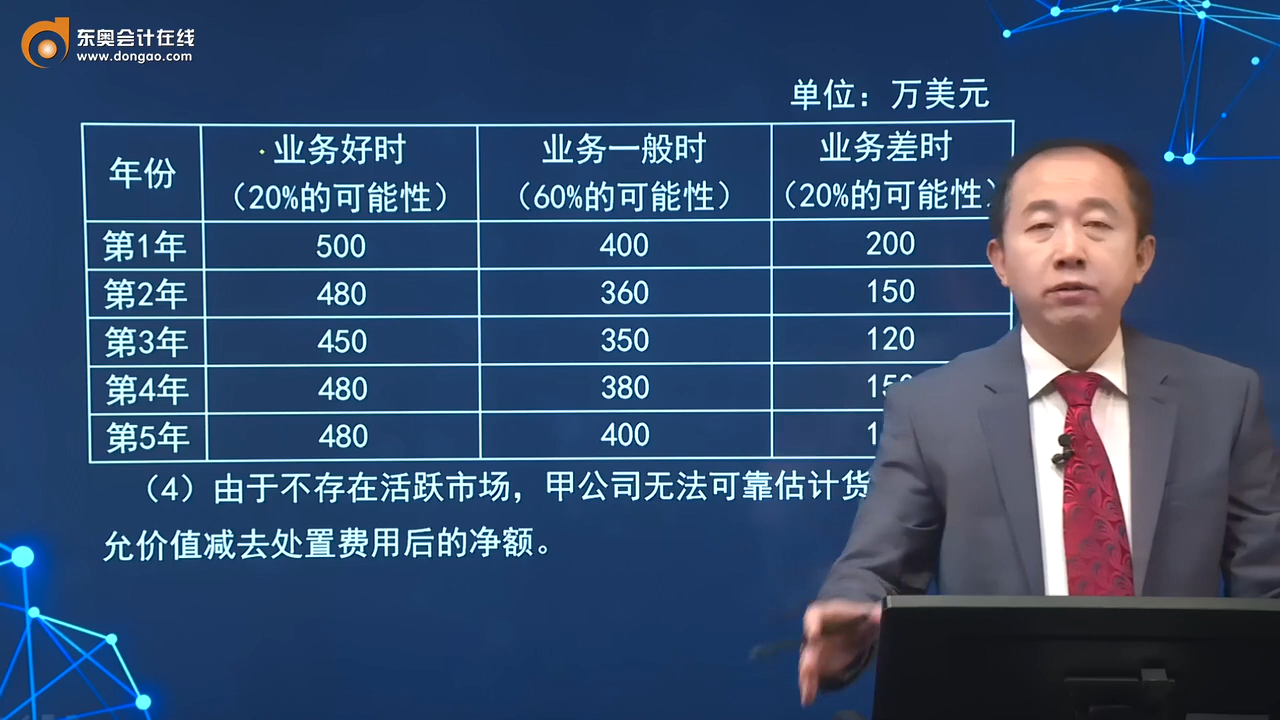 东奥会计在线
www.dongao.com
单位：万美元
年份 业务好时（20%的可能性） 业务一般时（60%的可能性） 业务差时（20%的可能性）
第1年 500 400 200
第2年 480 360 150
第3年 450 350 120
第4年 480 380
第5年 480 400
（4）由于不存在活跃市场，甲公司无法可靠估计货
允价值减去处置费用后的净额。